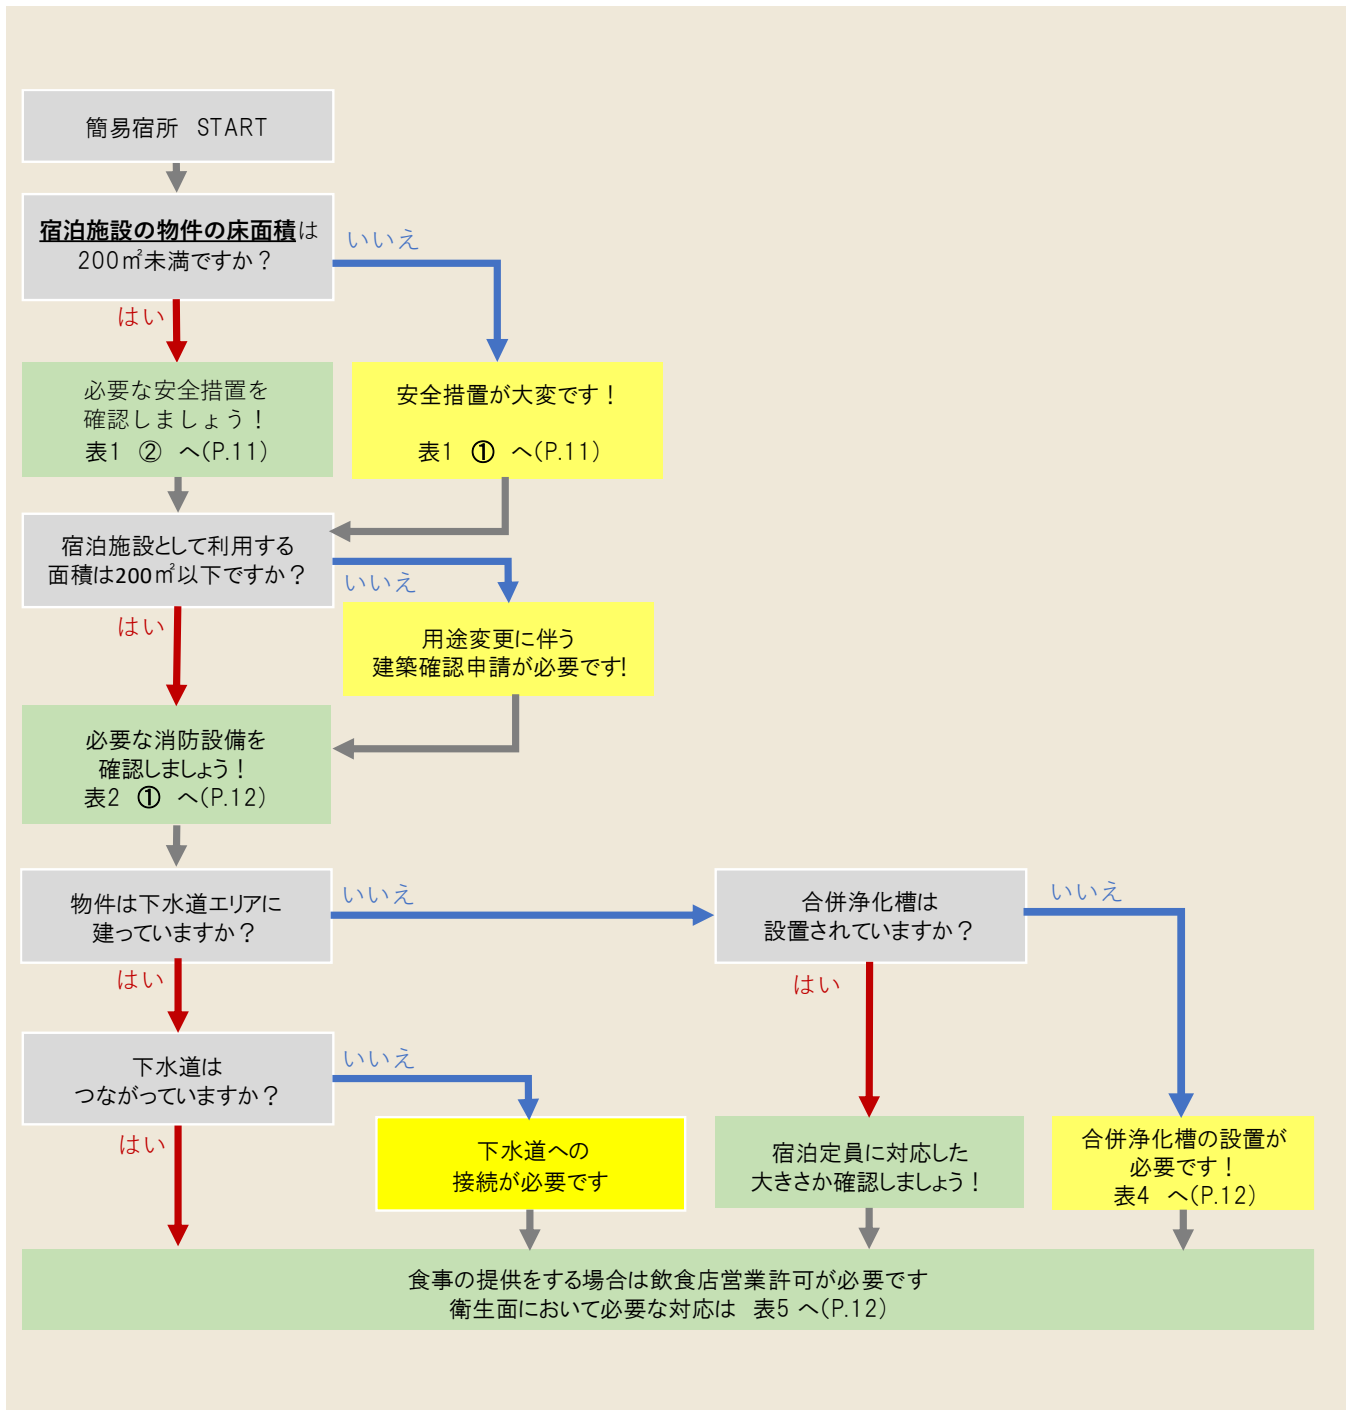 簡易宿所　START
宿泊施設の物件の床面積は
200㎡未満ですか？
いいえ
はい
必要な安全措置を
確認しましょう！
表1　②　へ(P.11)
安全措置が大変です！
表1　①　へ(P.11)
宿泊施設として利用する
面積は200㎡以下ですか？
いいえ
はい
用途変更に伴う
建築確認申請が必要です!
必要な消防設備を
確認しましょう！
表2　①　へ(P.12)
物件は下水道エリアに
建っていますか？
いいえ
はい
合併浄化槽は
設置されていますか？
いいえ
はい
下水道は
つながっていますか？
いいえ
はい
下水道への
接続が必要です
宿泊定員に対応した
大きさか確認しましょう！
合併浄化槽の設置が
必要です！
表4　へ(P.12)
食事の提供をする場合は飲食店営業許可が必要です
衛生面において必要な対応は　表5 へ(P.12)